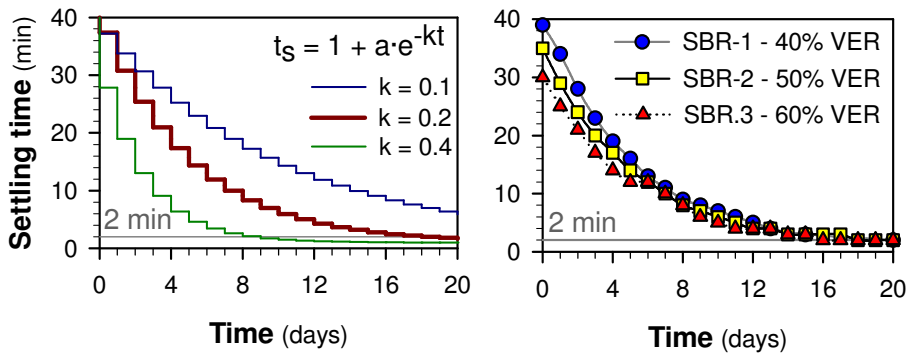 Settling time (min)
40
30
20
10
0
tS = 1 + a·e-kt
k = 0.1
k = 0.2
k = 0.4
2 min
0 4 8 12 16 20
Time (days)
40
30
20
10
0
SBR-1 - 40% VER
SBR-2 - 50% VER
SBR.3 - 60% VER
2 min
0 4 8 12 16 20
Time (days)